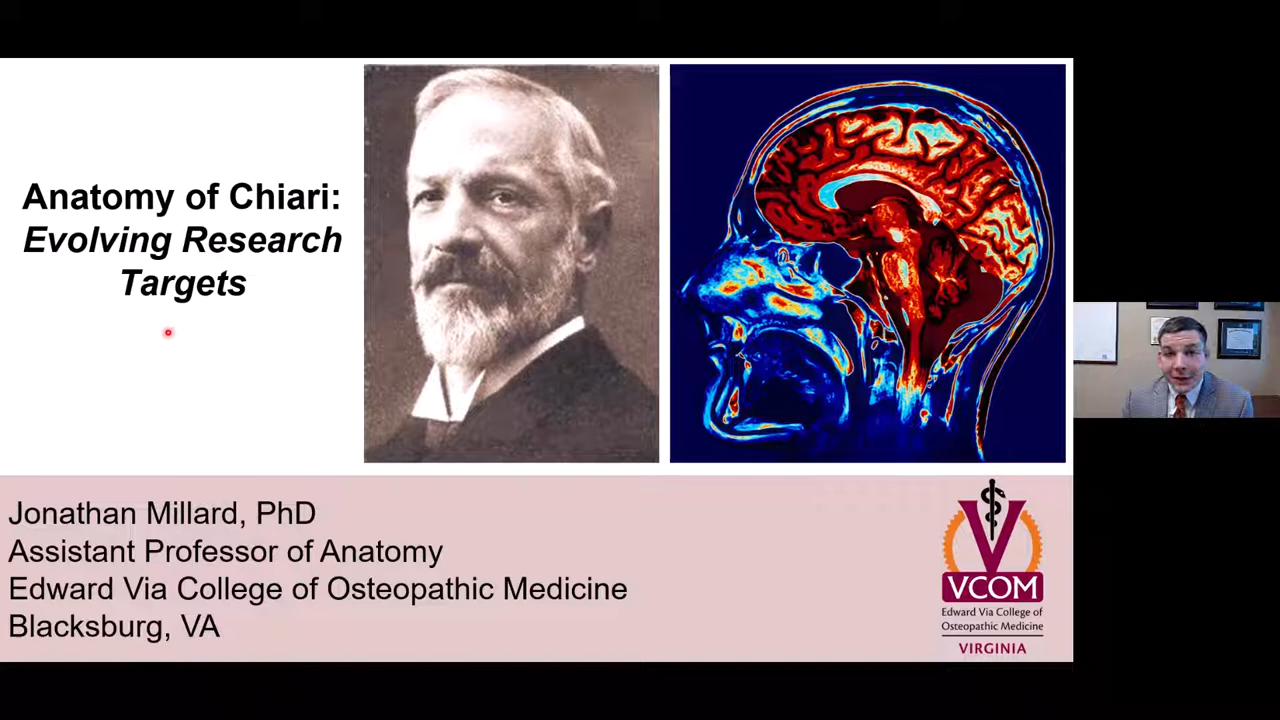 Anatomy of Chiari:
Evolving Research
Targets
Jonathan Millard, PhD
Assistant Professor of Anatomy
Edward Via College of Osteopathic Medicine
Blacksburg, VA
VCOM
Edward Via College of
Osteopathic Medicine
VIRGINIA